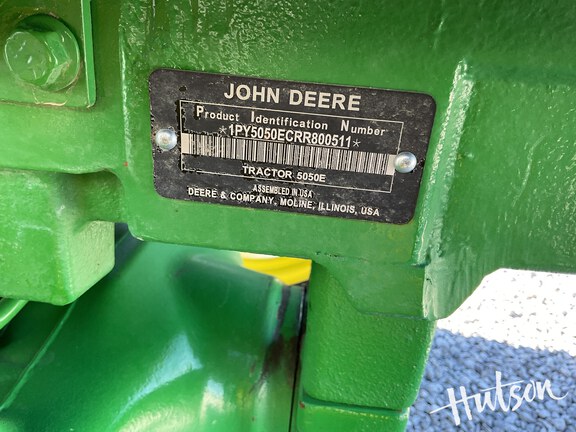 JOHN DEERE
Product Identification Number
*1PY5050ECRR800511*
TRACTOR 5050E
ASSEMBLED IN USA
DEERE & COMPANY, MOLINE, ILLINOIS, USA
Hutson